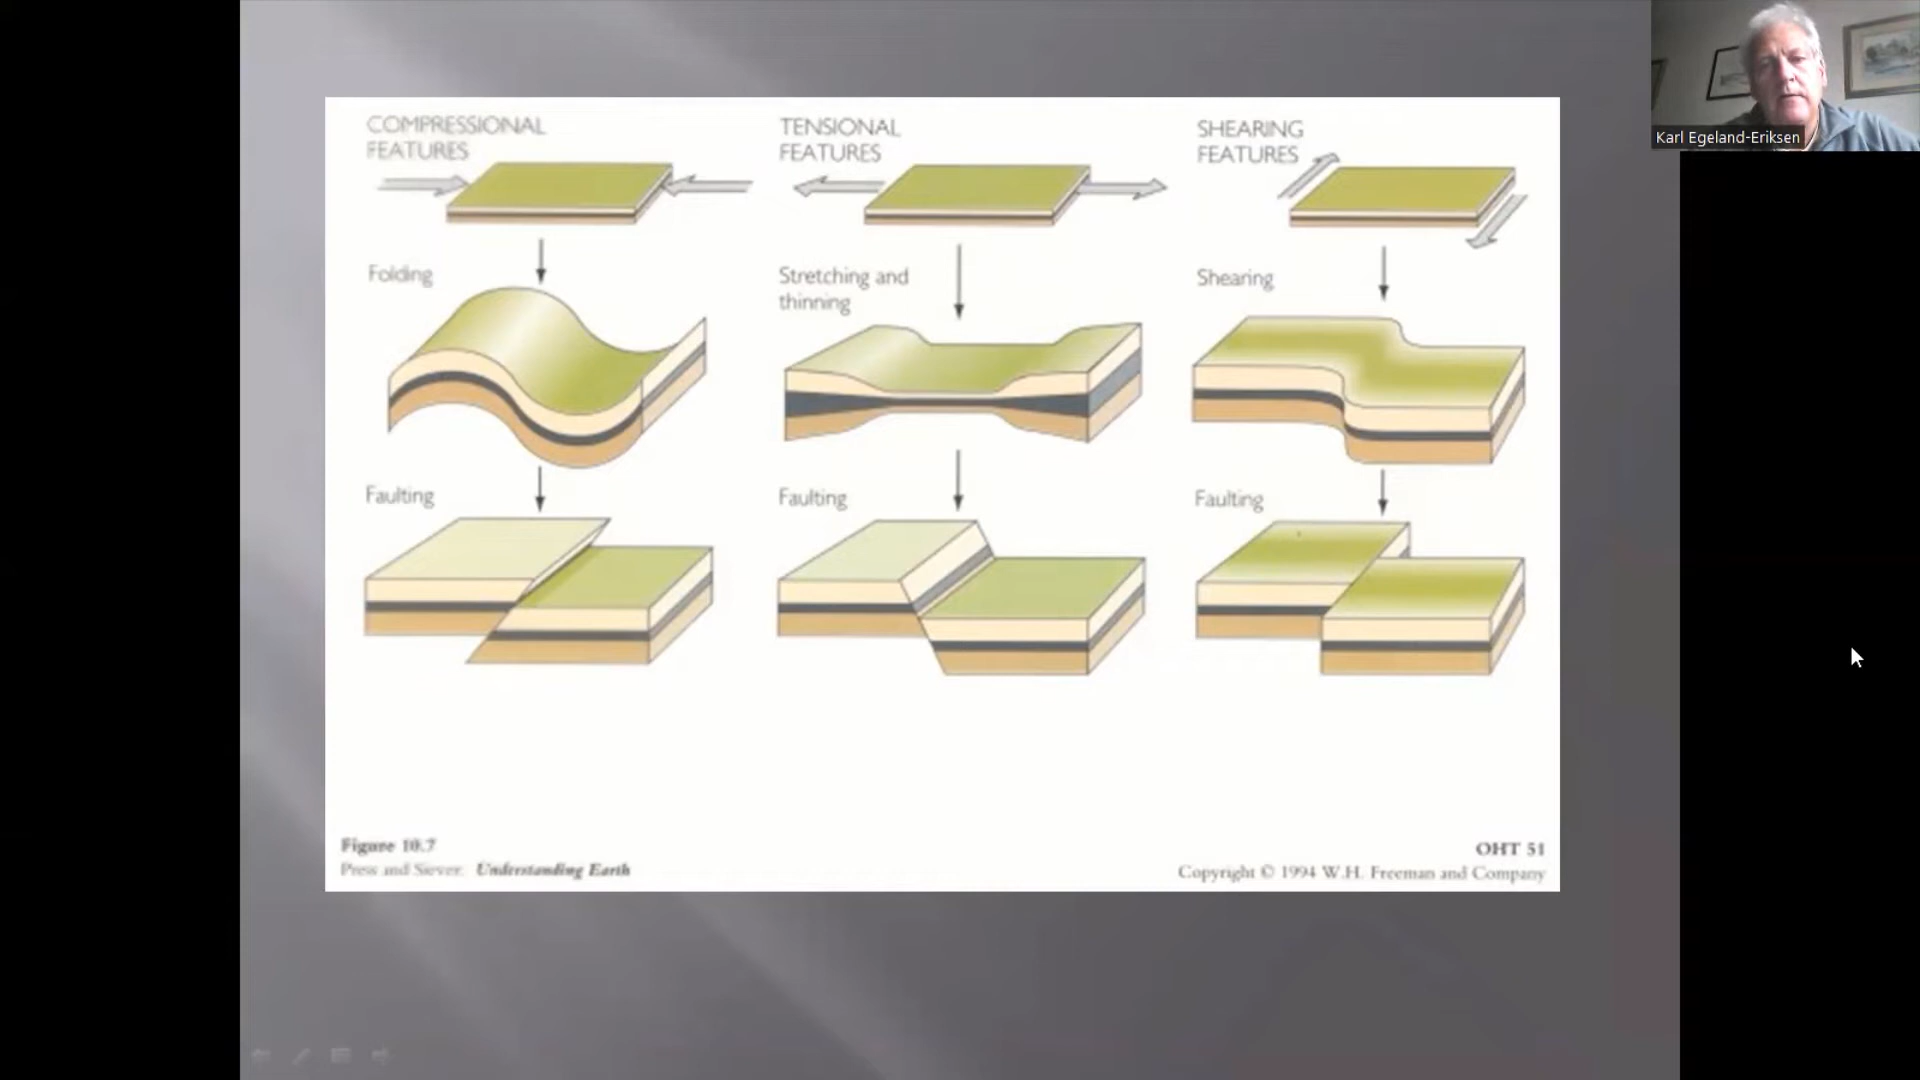 Karl Egeland-Eriksen
COMPRESSIONAL
FEATURES
TENSIONAL
FEATURES
SHEARING
FEATURES
Folding
Stretching and
thinning
Shearing
Faulting
Faulting
Faulting
Figure 10.7
Press and Siever: Understanding Earth
OHT 51
Copyright © 1994 W.H. Freeman and Company